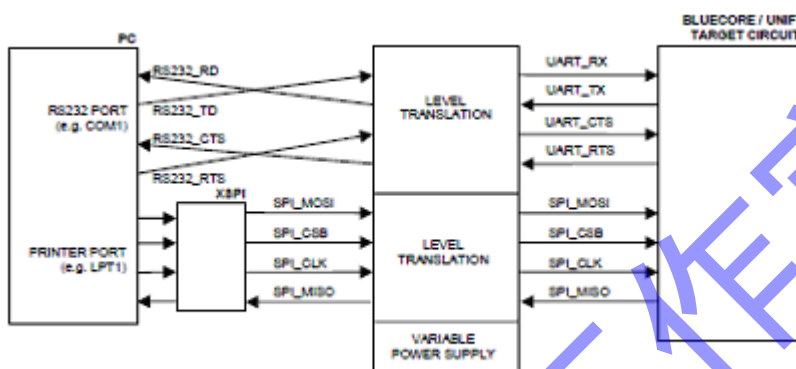 BLUECORE / UNIF
TARGET CIRCUIT
PC
RS232_RD
RS232 PORT
(e.g. COM1)
RS232_TD
RS232_CTS
RS232_RTS
LEVEL
TRANSLATION
UART_RX
UART_TX
UART_CTS
UART_RTS
XSPI
PRINTER PORT
(e.g. LPT1)
SPI_MOSI
SPI_CSB
SPI_CLK
SPI_MISO
LEVEL
TRANSLATION
SPI_MOSI
SPI_CSB
SPI_CLK
SPI_MISO
VARIABLE
POWER SUPPLY
作